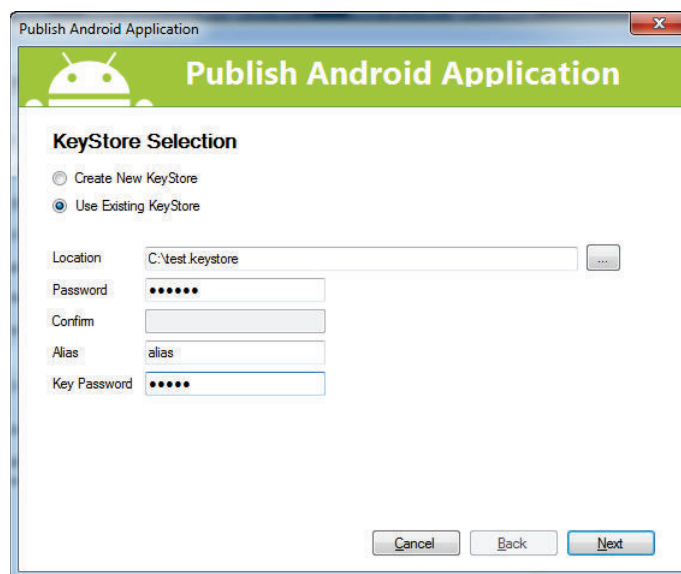 Publish Android Application
Publish Android Application
KeyStore Selection
Create New KeyStore
Use Existing KeyStore
Location C:\test.keystore ...
Password ••••••
Confirm
Alias alias
Key Password •••••
Cancel Back Next